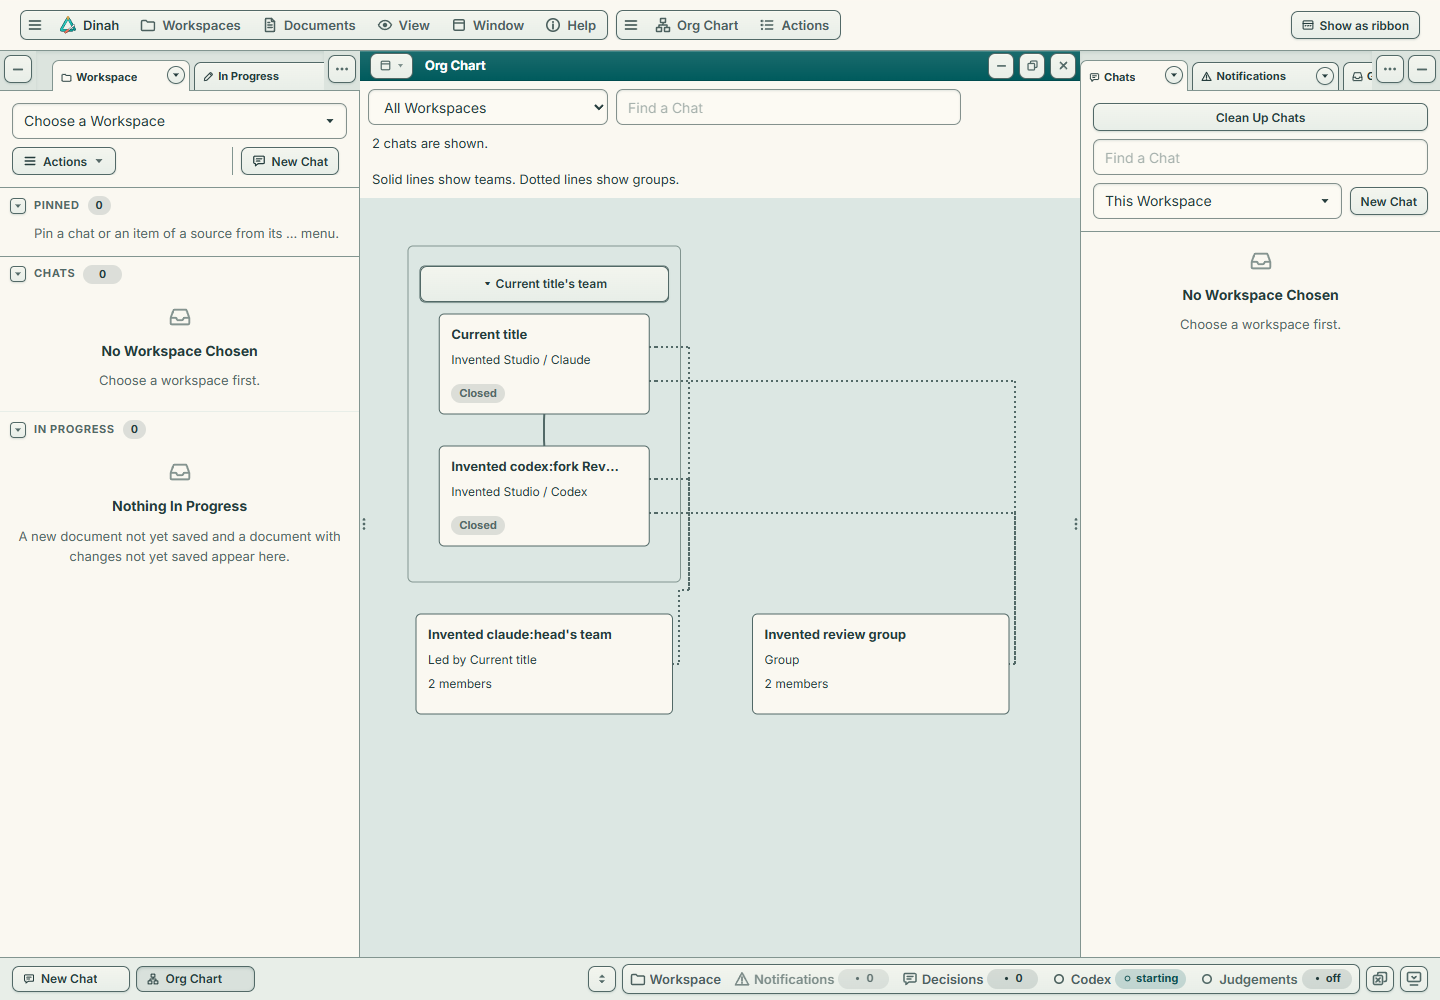 Dinah Workspaces Documents View Window Help Org Chart Actions Show as ribbon
Workspace In Progress
Choose a Workspace
Actions New Chat
PINNED 0
Pin a chat or an item of a source from its ... menu.
CHATS 0
No Workspace Chosen
Choose a workspace first.
IN PROGRESS 0
Nothing In Progress
A new document not yet saved and a document with
changes not yet saved appear here.
Org Chart
All Workspaces Find a Chat
2 chats are shown.
Solid lines show teams. Dotted lines show groups.
Current title's team
Current title
Invented Studio / Claude
Closed
Invented codex:fork Rev...
Invented Studio / Codex
Closed
Invented claude:head's team
Led by Current title
2 members
Invented review group
Group
2 members
Chats Notifications
Clean Up Chats
Find a Chat
This Workspace New Chat
No Workspace Chosen
Choose a workspace first.
New Chat Org Chart Workspace Notifications • 0 Decisions • 0 Codex starting Judgements • off